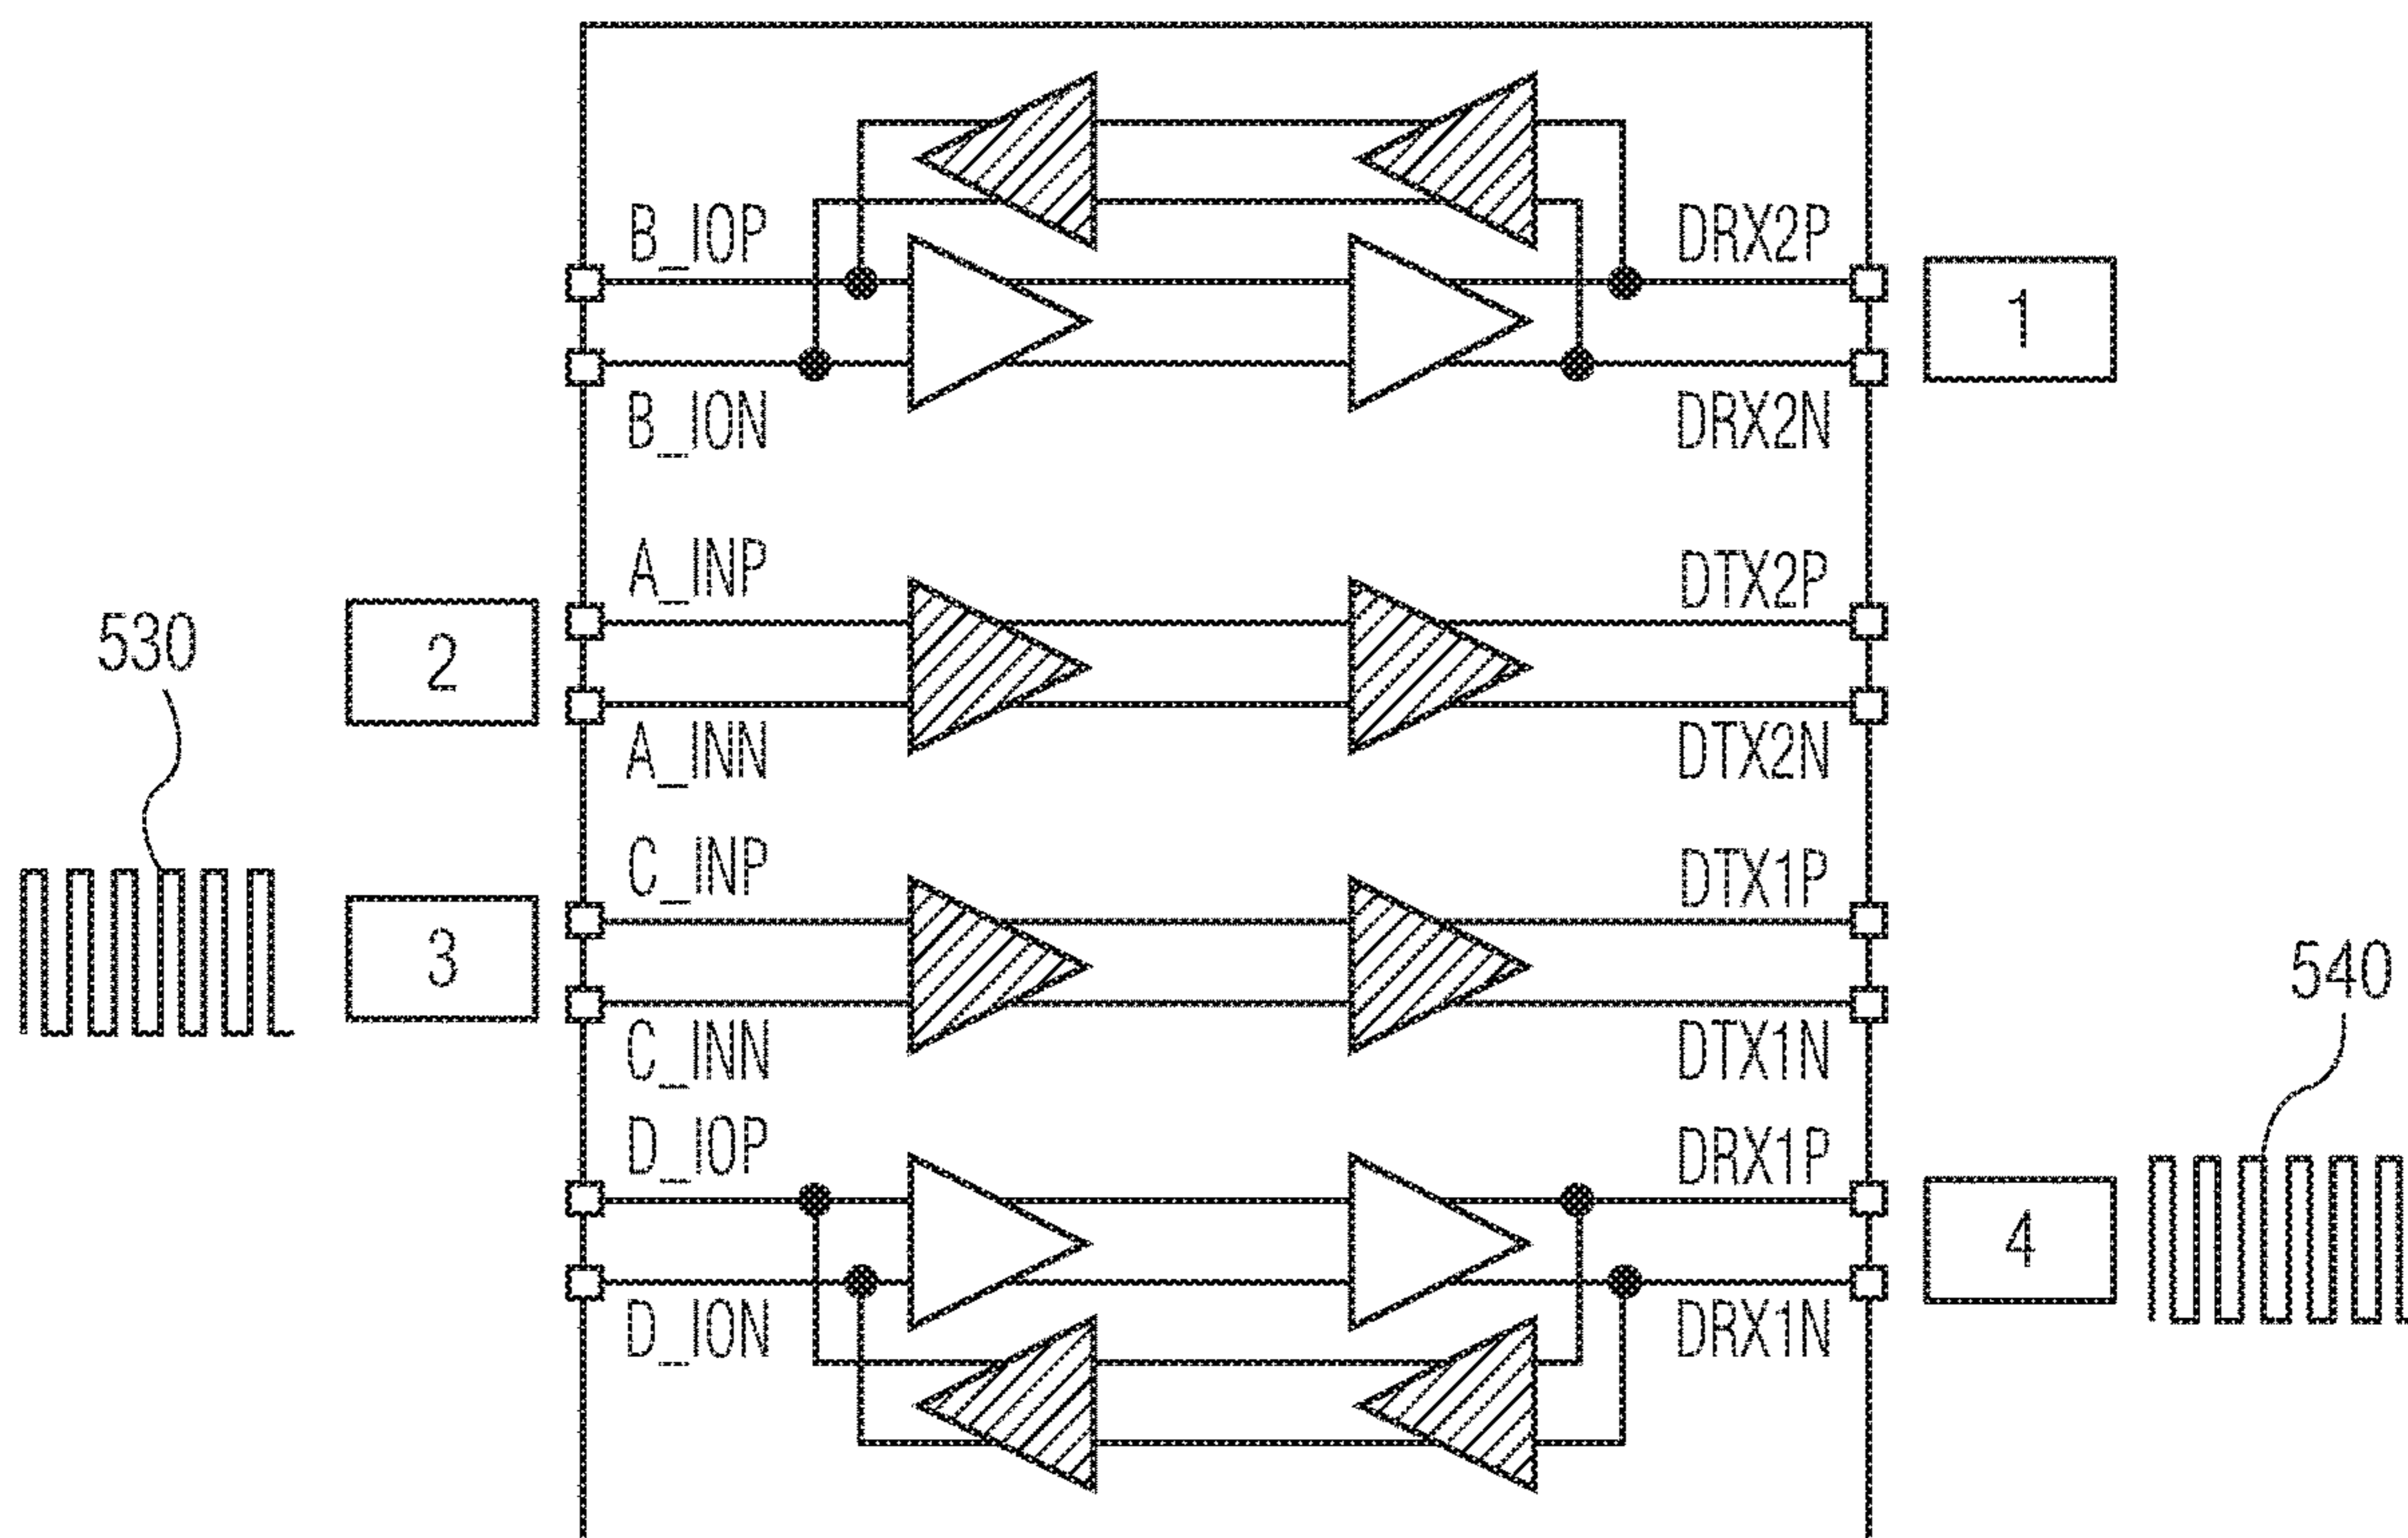 B_IOP
DRX2P
1
B_ION
DRX2N
A_INP
DTX2P
530
2
A_INN
DTX2N
C_INP
DTX1P
3
540
C_INN
DTX1N
D_IOP
DRX1P
4
D_ION
DRX1N